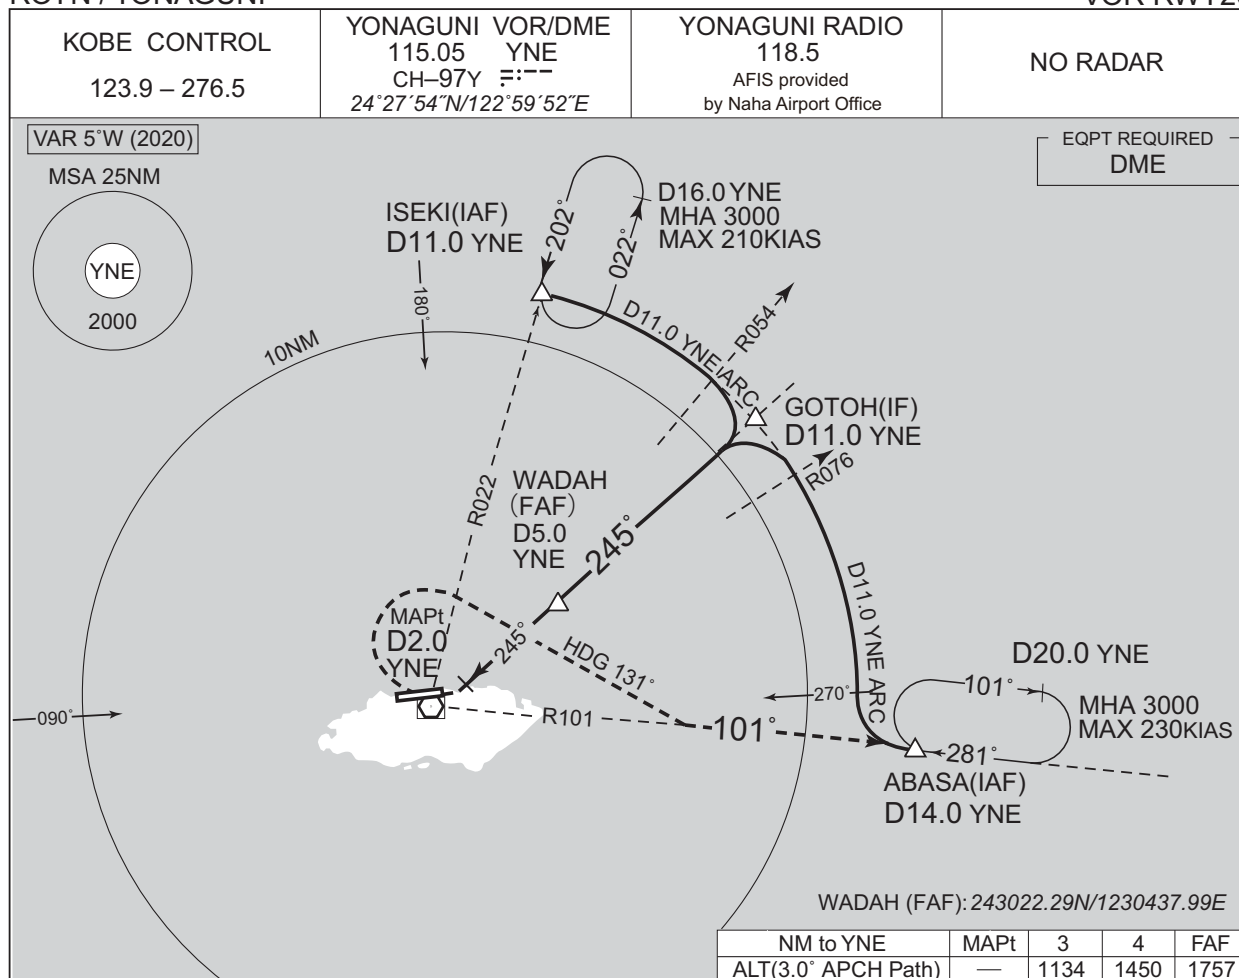 KOBE CONTROL
123.9 – 276.5
YONAGUNI VOR/DME
115.05 YNE
CH–97Y
24°27´54˝N/122°59´52˝E
YONAGUNI RADIO
118.5
AFIS provided
by Naha Airport Office
NO RADAR
VAR 5°W (2020)
MSA 25NM
YNE
2000
EQPT REQUIRED
DME
ISEKI(IAF)
D11.0 YNE
202°
022°
D16.0 YNE
MHA 3000
MAX 210KIAS
180°
10NM
D11.0 YNE ARC
R054
GOTOH(IF)
D11.0 YNE
R076
R022
WADAH
(FAF)
D5.0
YNE
245°
MAPt
D2.0
YNE
245°
HDG 131°
D11.0 YNE ARC
D20.0 YNE
101°
MHA 3000
MAX 230KIAS
090°
270°
R101
101°
281°
ABASA(IAF)
D14.0 YNE
WADAH (FAF): 243022.29N/1230437.99E
NM to YNE MAPt 3 4 FAF
ALT(3.0° APCH Path) — 1134 1450 1757